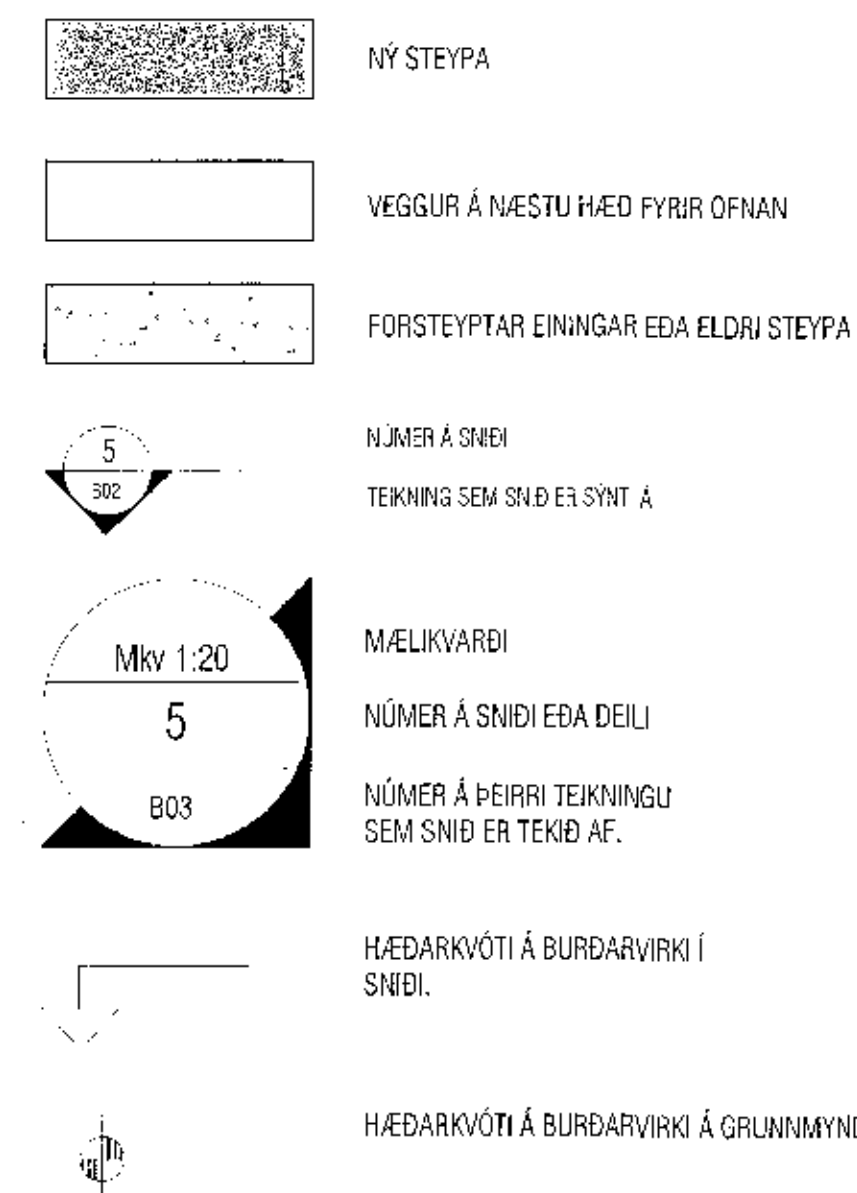 NÝ STEYPA
VEGGUR Á NÆSTU HÆÐ FYRIR OFNAN
FORSTEYPTAR EININGAR EÐA ELDRI STEYPA
5
S02
NÚMER Á SNIÐI
TEIKNING SEM SNIÐ ER SÝNT Á
Mkv 1:20
5
B03
MÆLIKVARÐI
NÚMER Á SNIÐI EÐA DEILI
NÚMER Á ÞEIRRI TEIKNINGU
SEM SNIÐ ER TEKIÐ AF.
HÆÐARKVÓTI Á BURÐARVIRKI Í
SNIÐI.
HÆÐARKVÓTI Á BURÐARVIRKI Á GRUNNMYND